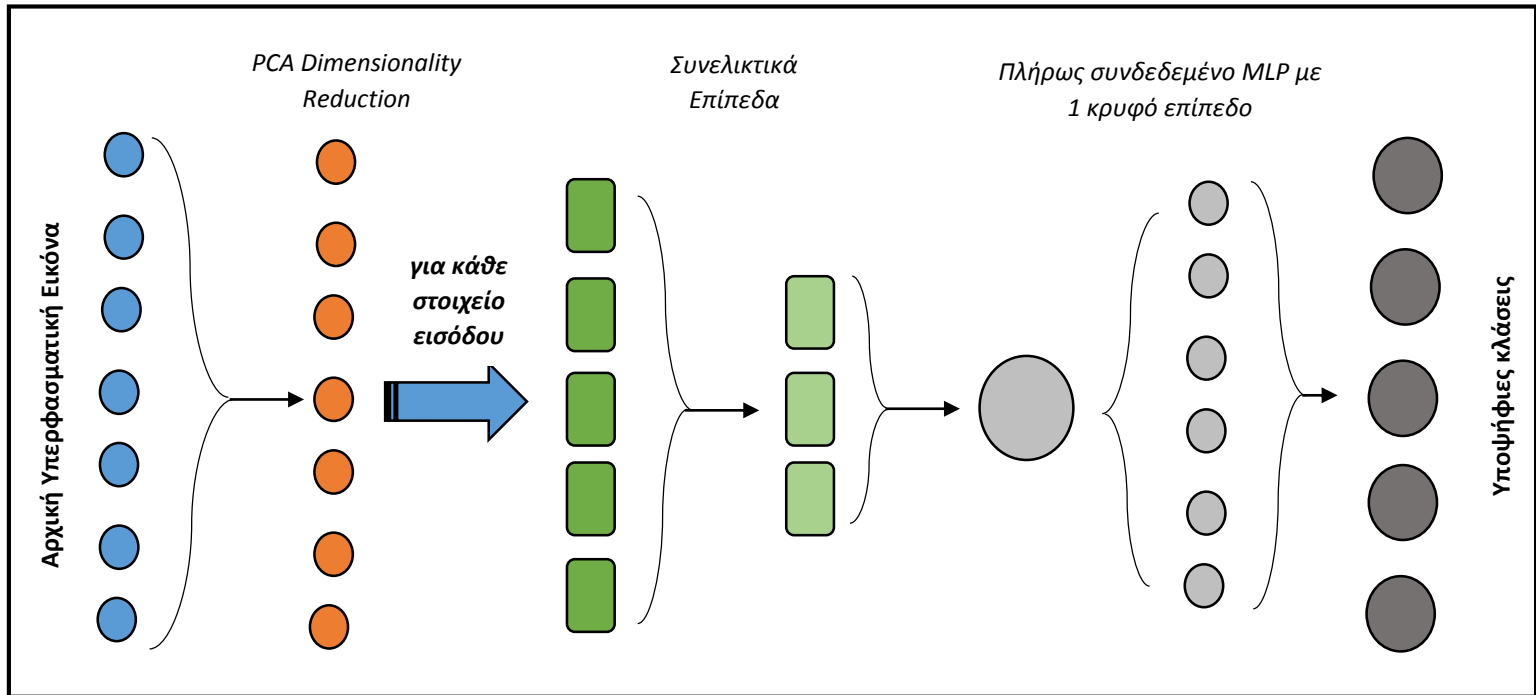 PCA Dimensionality
Reduction
Συνελικτικά
Επίπεδα
Πλήρως συνδεδεμένο MLP με
1 κρυφό επίπεδο
Αρχική Υπερφασματική Εικόνα
για κάθε
στοιχείο
εισόδου
Υποψήφιες κλάσεις